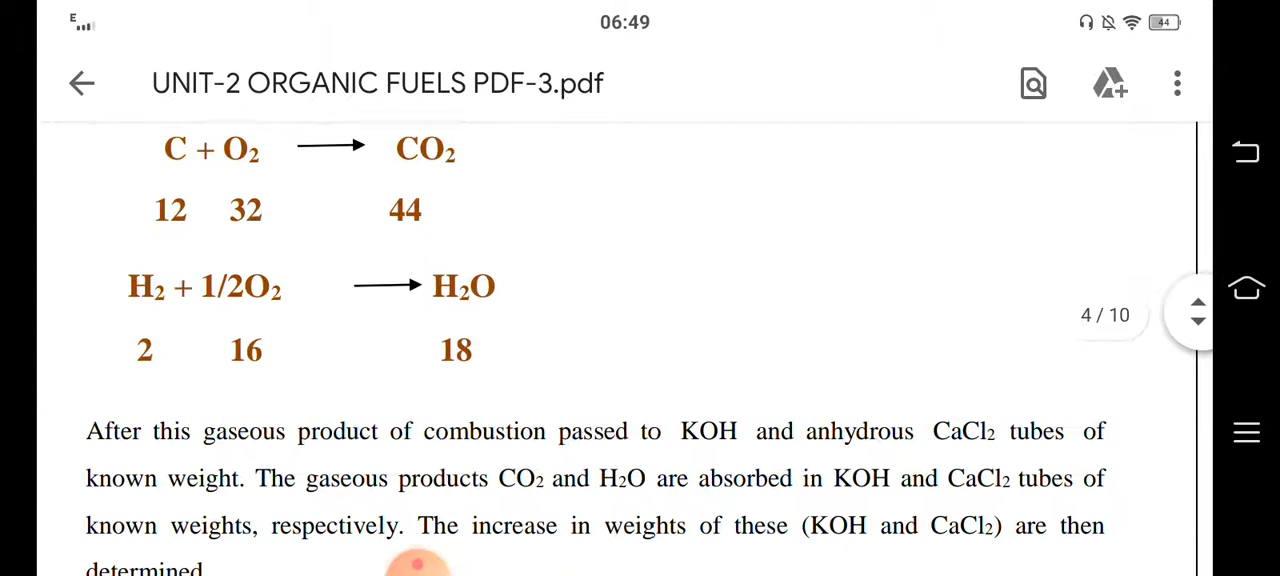 E 06:49 44
UNIT-2 ORGANIC FUELS PDF-3.pdf
C + O₂ ⟶ CO₂
12 32 44
H₂ + 1/2O₂ ⟶ H₂O
4 / 10
2 16 18
After this gaseous product of combustion passed to KOH and anhydrous CaCl₂ tubes of
known weight. The gaseous products CO₂ and H₂O are absorbed in KOH and CaCl₂ tubes of
known weights, respectively. The increase in weights of these (KOH and CaCl₂) are then
determined